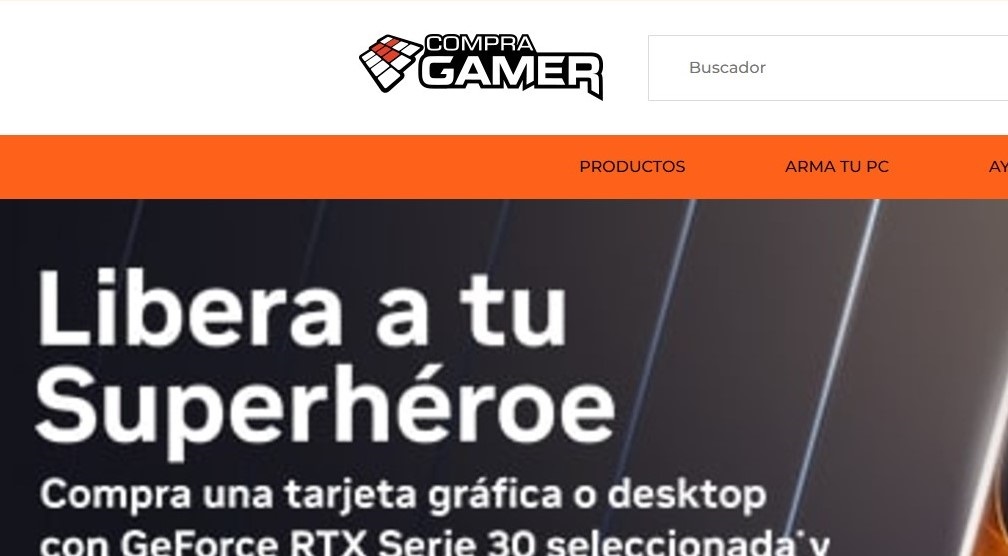 COMPRA
GAMER
Buscador
PRODUCTOS
ARMA TU PC
Libera a tu
Superhéroe
Compra una tarjeta gráfica o desktop
con GeForce RTX Serie 30 seleccionada* y